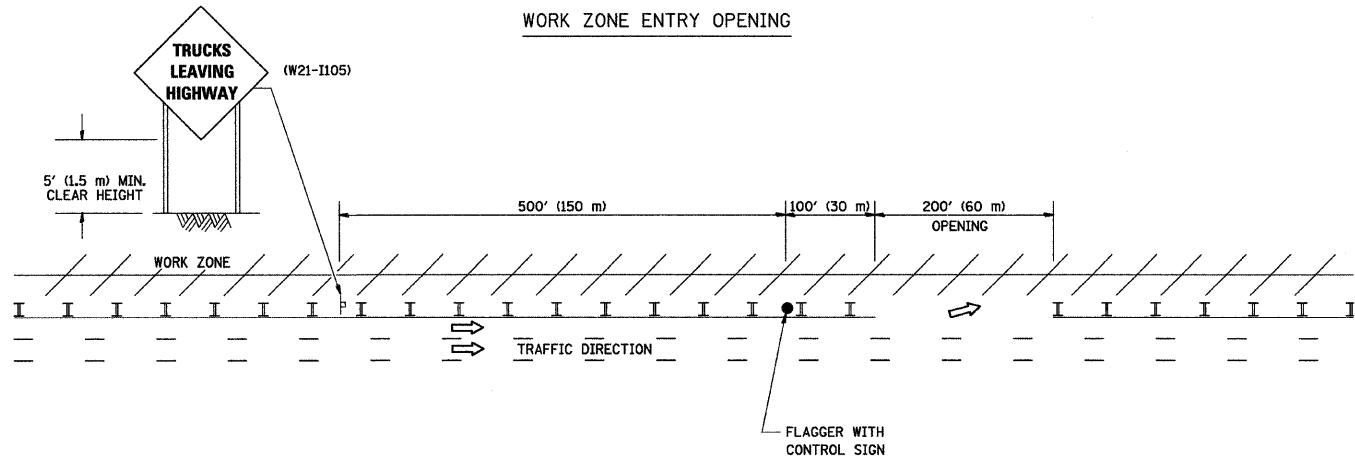 WORK ZONE ENTRY OPENING
TRUCKS
LEAVING
HIGHWAY
(W21-I105)
5' (1.5 m) MIN.
CLEAR HEIGHT
500' (150 m)
100' (30 m)
200' (60 m)
OPENING
WORK ZONE
TRAFFIC DIRECTION
FLAGGER WITH
CONTROL SIGN